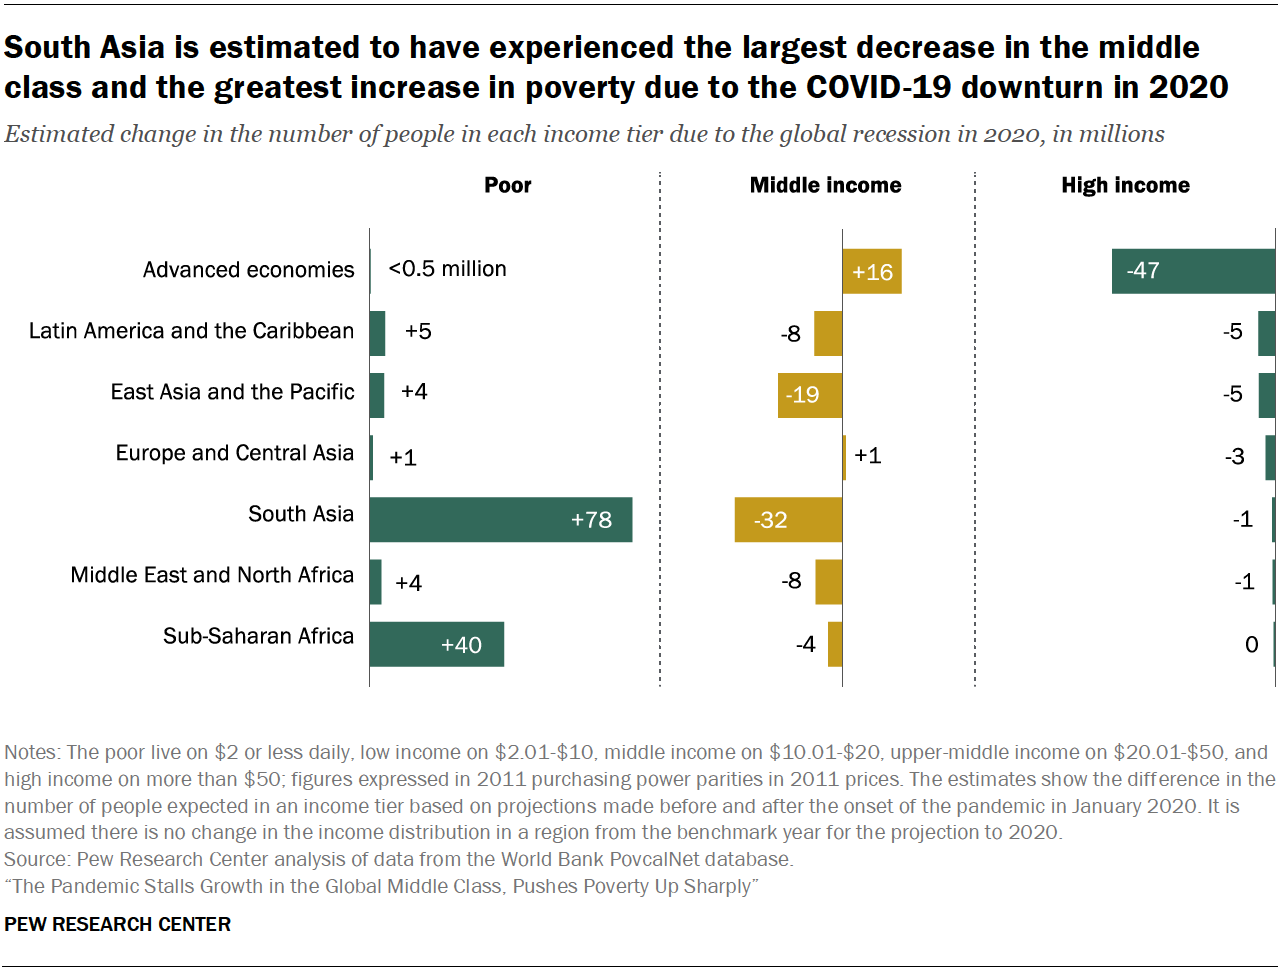 South Asia is estimated to have experienced the largest decrease in the middle
class and the greatest increase in poverty due to the COVID-19 downturn in 2020
Estimated change in the number of people in each income tier due to the global recession in 2020, in millions
Poor Middle income High income
Advanced economies <0.5 million +16 -47
Latin America and the Caribbean +5 -8 -5
East Asia and the Pacific +4 -19 -5
Europe and Central Asia +1 +1 -3
South Asia +78 -32 -1
Middle East and North Africa +4 -8 -1
Sub-Saharan Africa +40 -4 0
Notes: The poor live on $2 or less daily, low income on $2.01-$10, middle income on $10.01-$20, upper-middle income on $20.01-$50, and
high income on more than $50; figures expressed in 2011 purchasing power parities in 2011 prices. The estimates show the difference in the
number of people expected in an income tier based on projections made before and after the onset of the pandemic in January 2020. It is
assumed there is no change in the income distribution in a region from the benchmark year for the projection to 2020.
Source: Pew Research Center analysis of data from the World Bank PovcalNet database.
“The Pandemic Stalls Growth in the Global Middle Class, Pushes Poverty Up Sharply”
PEW RESEARCH CENTER